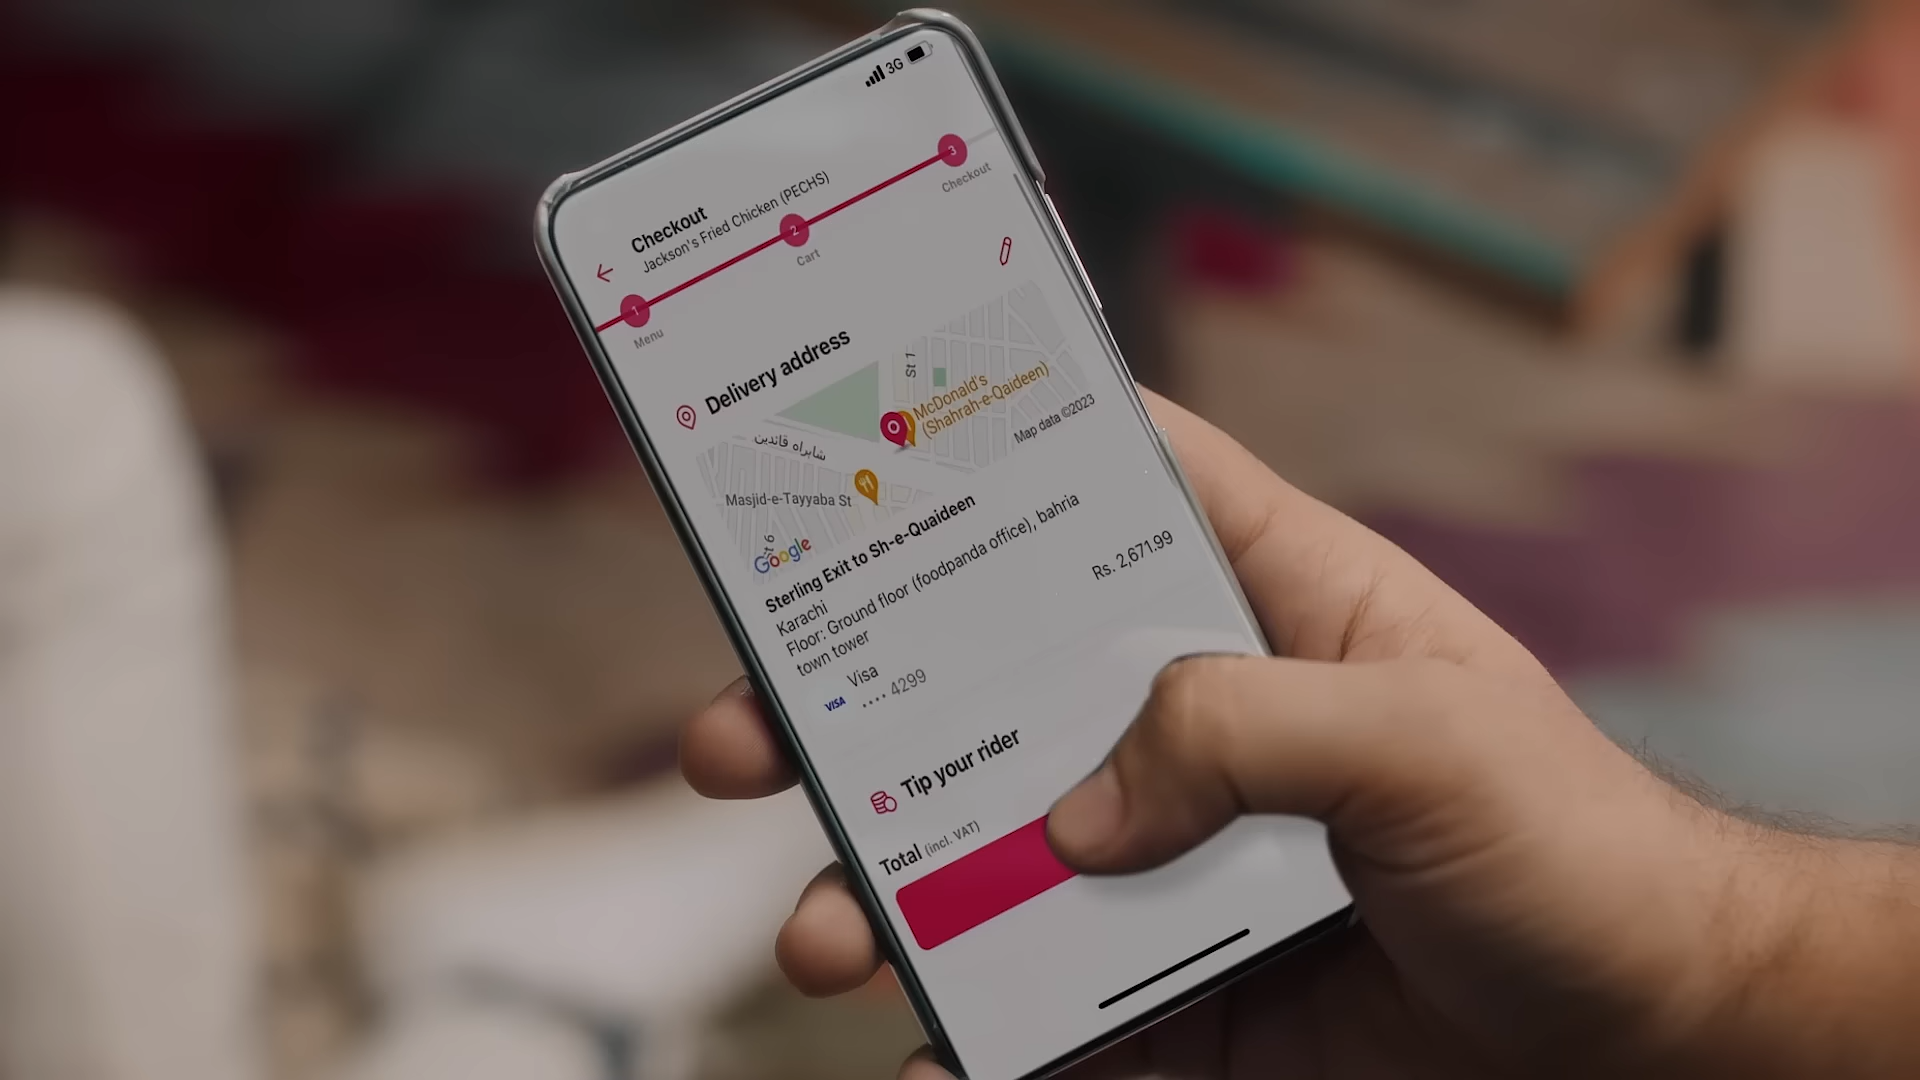 3G
Checkout
Jackson's Fried Chicken (PECHS)
1
2
3
Menu
Cart
Checkout
Delivery address
St 1
McDonald's
(Shahrah-e-Qaideen)
شاہراہ قائدین
Masjid-e-Tayyaba St
Map data ©2023
St 6
Google
Sterling Exit to Sh-e-Quaideen
Karachi
Floor: Ground floor (foodpanda office), bahria
town tower
Rs. 2,671.99
VISA
Visa
.... 4299
Tip your rider
Total (incl. VAT)